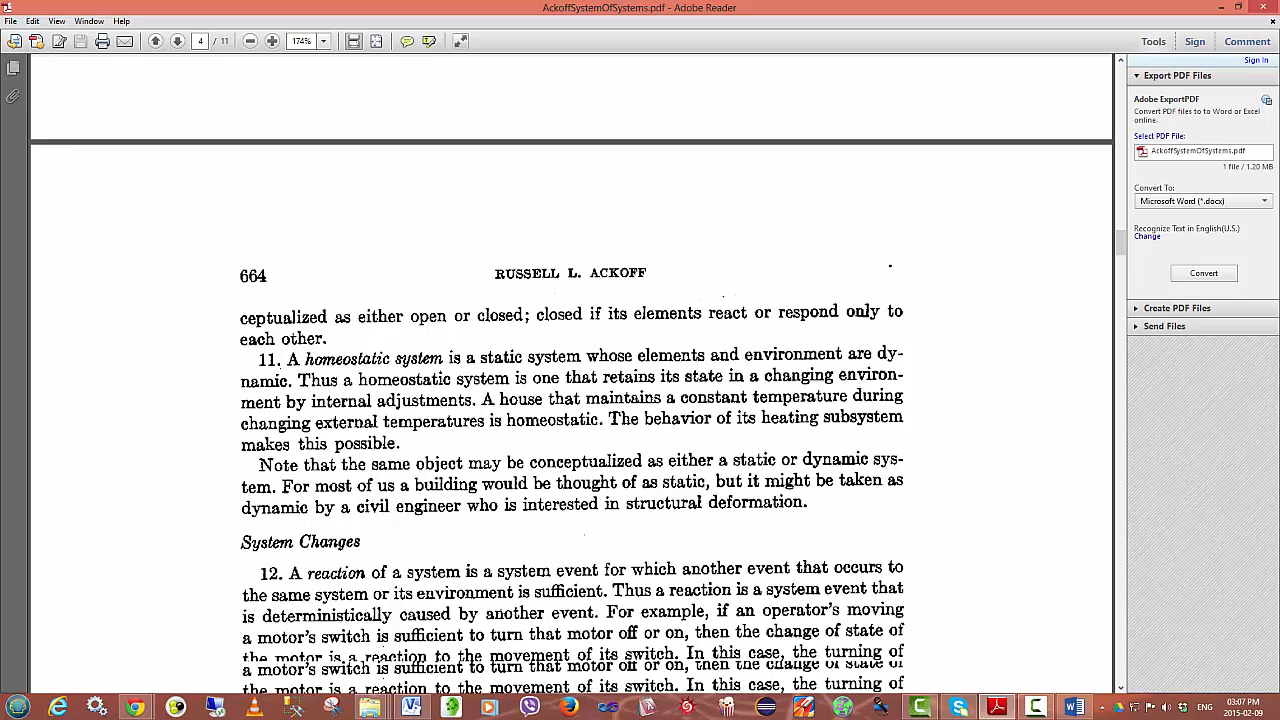 AckoffSystemOfSystems.pdf - Adobe Reader
File Edit View Window Help
4 / 11 174% Tools Sign Comment
Sign In
Export PDF Files
Adobe ExportPDF
Convert PDF files to to Word or Excel
online.
Select PDF File:
AckoffSystemOfSystems.pdf
1 file / 1.20 MB
Convert To:
Microsoft Word (*.docx)
Recognize Text in English(U.S.)
Change
Convert
Create PDF Files
Send Files
664 RUSSELL L. ACKOFF
ceptualized as either open or closed; closed if its elements react or respond only to
each other.
11. A homeostatic system is a static system whose elements and environment are dy-
namic. Thus a homeostatic system is one that retains its state in a changing environ-
ment by internal adjustments. A house that maintains a constant temperature during
changing external temperatures is homeostatic. The behavior of its heating subsystem
makes this possible.
Note that the same object may be conceptualized as either a static or dynamic sys-
tem. For most of us a building would be thought of as static, but it might be taken as
dynamic by a civil engineer who is interested in structural deformation.
System Changes
12. A reaction of a system is a system event for which another event that occurs to
the same system or its environment is sufficient. Thus a reaction is a system event that
is deterministically caused by another event. For example, if an operator's moving
a motor's switch is sufficient to turn that motor off or on, then the change of state of
the motor is a reaction to the movement of its switch. In this case, the turning of
a motor's switch is sufficient to turn that motor off or on, then the change of state of
the motor is a reaction to the movement of its switch. In this case, the turning of
ENG
03:07 PM
2015-02-09